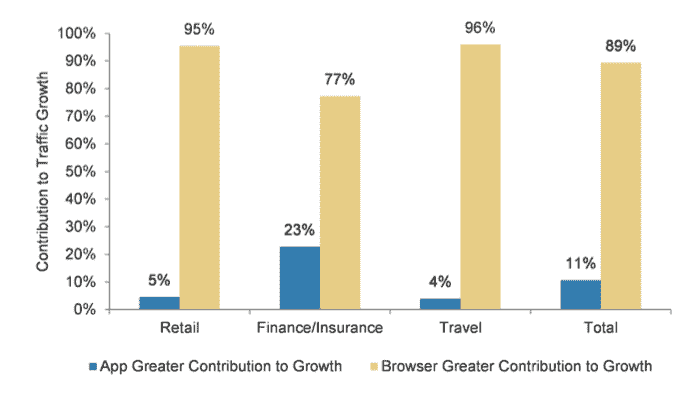 95%
96%
89%
77%
23%
5%
4%
11%
Contribution to Traffic Growth
100%
90%
80%
70%
60%
50%
40%
30%
20%
10%
0%
Retail
Finance/Insurance
Travel
Total
App Greater Contribution to Growth
Browser Greater Contribution to Growth